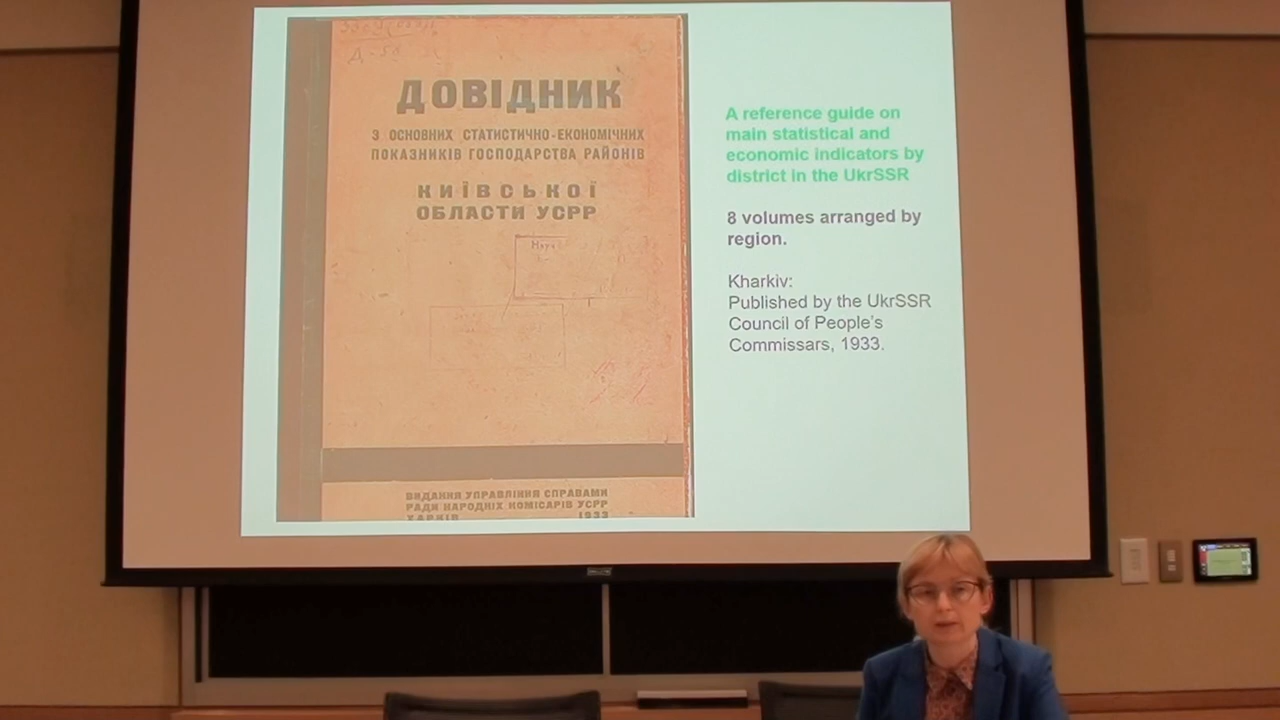 ДОВІДНИК
З ОСНОВНИХ СТАТИСТИЧНО-ЕКОНОМІЧНИХ
ПОКАЗНИКІВ ГОСПОДАРСТВА РАЙОНІВ
КИЇВСЬКОЇ
ОБЛАСТИ УСРР
ВИДАННЯ УПРАВЛІННЯ СПРАВАМИ
РАДИ НАРОДНІХ КОМІСАРІВ УСРР
ХАРКІВ 1933
A reference guide on
main statistical and
economic indicators by
district in the UkrSSR
8 volumes arranged by
region.
Kharkiv:
Published by the UkrSSR
Council of People's
Commissars, 1933.